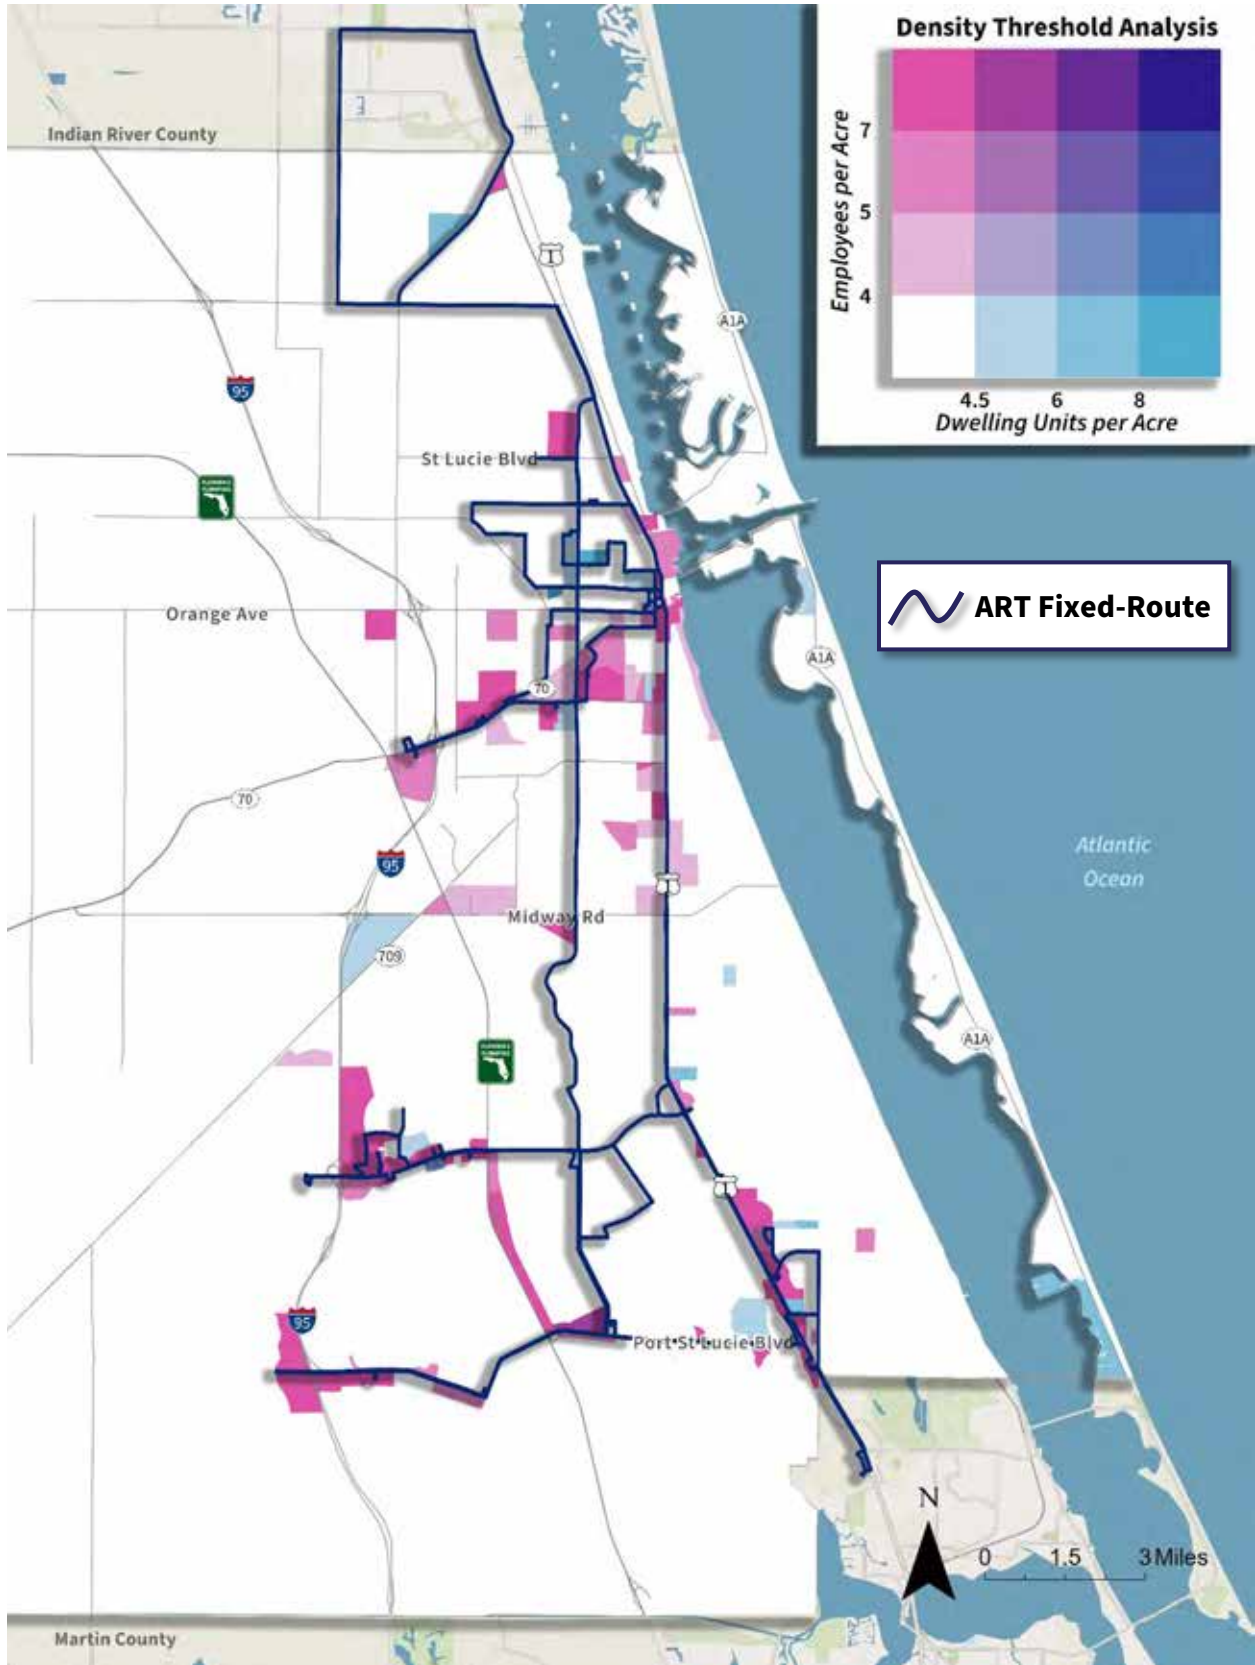 Density Threshold Analysis
Employees per Acre
7
5
4
4.5 6 8
Dwelling Units per Acre
Indian River County
1
A1A
95
St Lucie Blvd
ART Fixed-Route
Orange Ave
A1A
70
70
95
Atlantic
Ocean
1
Midway Rd
709
A1A
1
95
Port St Lucie Blvd
N
0 1.5 3 Miles
Martin County